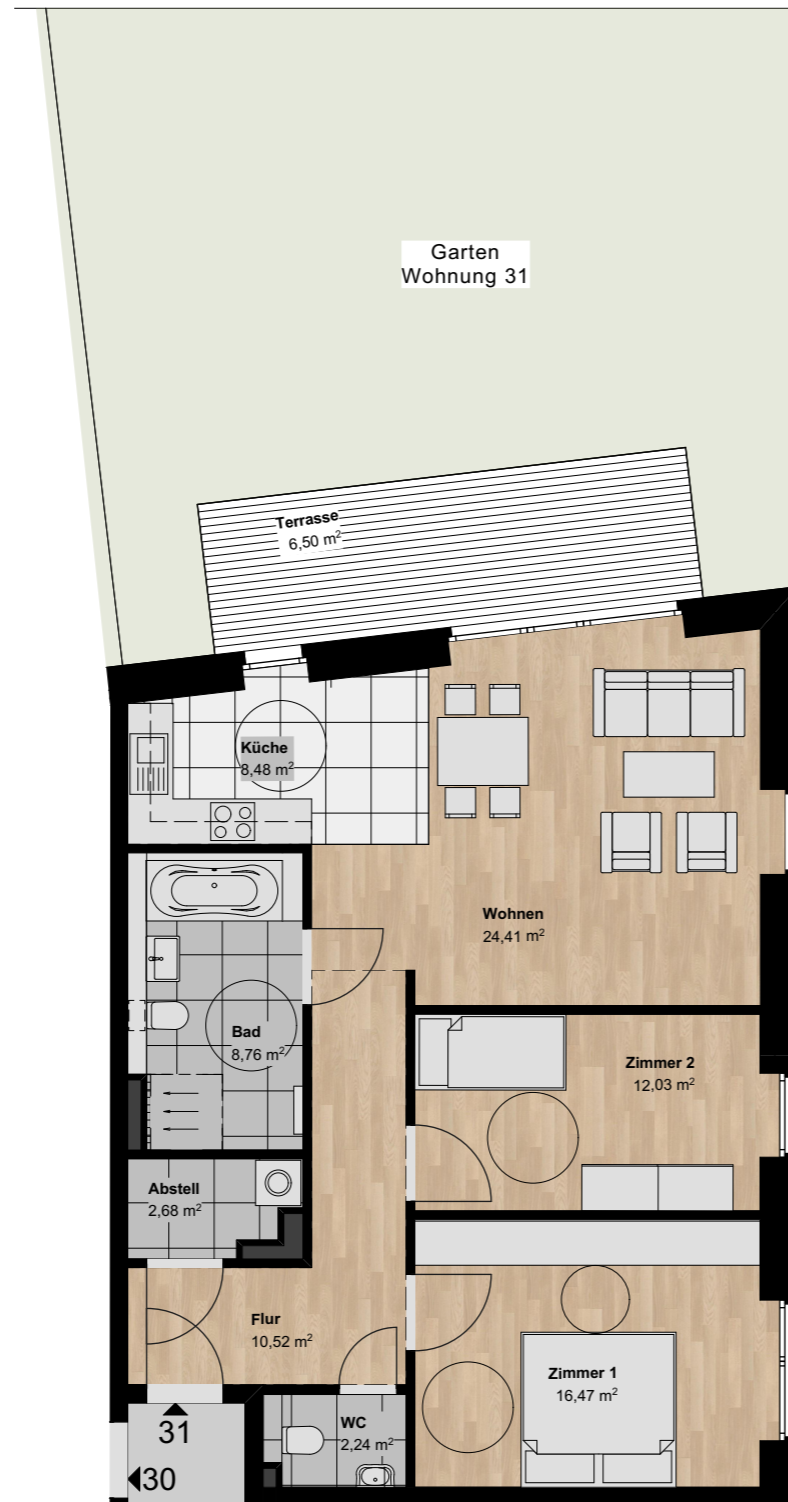 Garten
Wohnung 31
Terrasse
6,50 m²
Küche
8,48 m²
Wohnen
24,41 m²
Bad
8,76 m²
Zimmer 2
12,03 m²
Abstell
2,68 m²
Flur
10,52 m²
Zimmer 1
16,47 m²
WC
2,24 m²
31
30